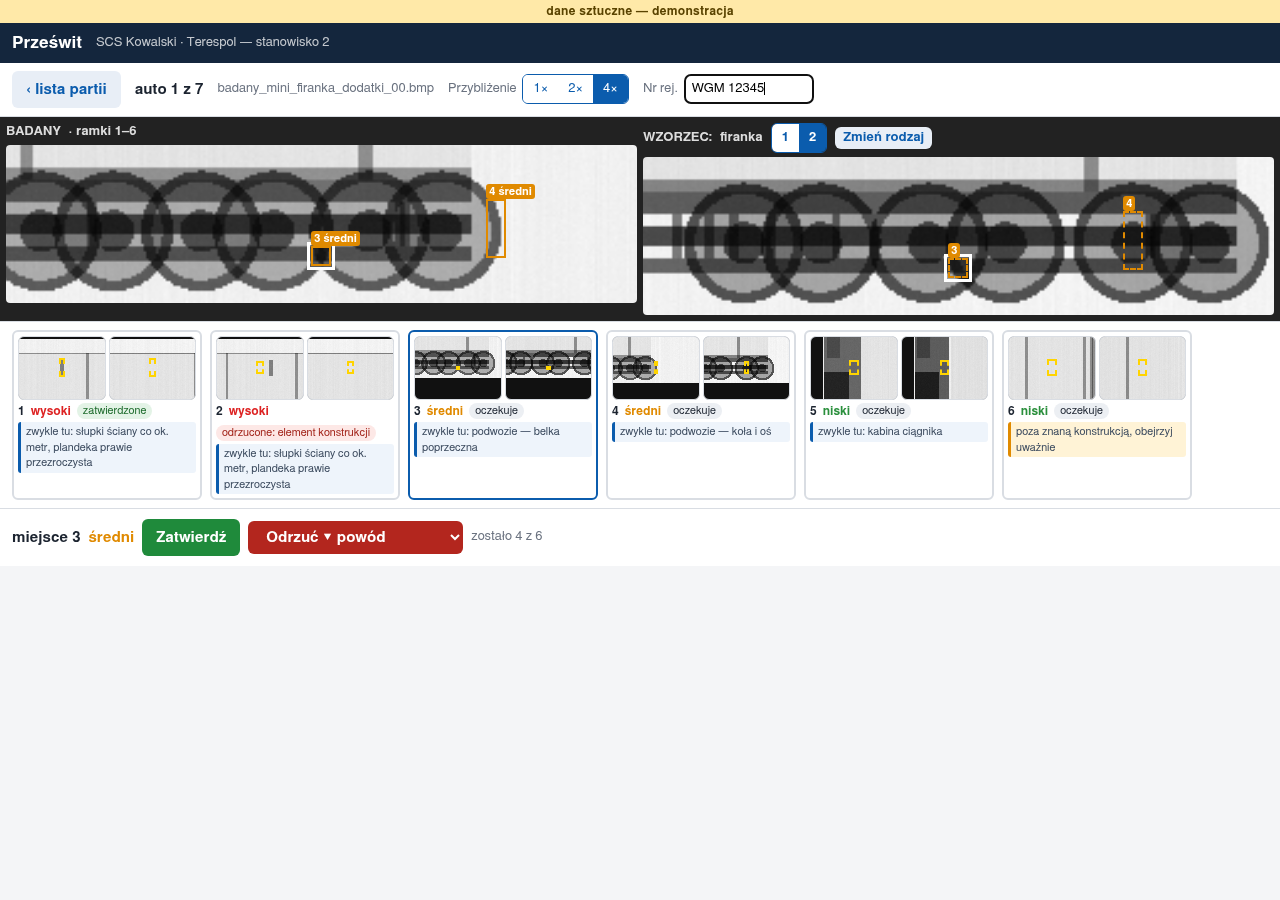 dane sztuczne — demonstracja
Prześwit SCS Kowalski · Terespol — stanowisko 2
‹ lista partii auto 1 z 7 badany_mini_firanka_dodatki_00.bmp Przybliżenie 1× 2× 4× Nr rej. WGM 12345
BADANY · ramki 1–6
WZORZEC: firanka 1 2 Zmień rodzaj
4 średni
3 średni
4
3
1 wysoki zatwierdzone
zwykle tu: słupki ściany co ok.
metr, plandeka prawie
przezroczysta
2 wysoki
odrzucone: element konstrukcji
zwykle tu: słupki ściany co ok.
metr, plandeka prawie
przezroczysta
3 średni oczekuje
zwykle tu: podwozie — belka
poprzeczna
4 średni oczekuje
zwykle tu: podwozie — koła i oś
5 niski oczekuje
zwykle tu: kabina ciągnika
6 niski oczekuje
poza znaną konstrukcją, obejrzyj
uważnie
miejsce 3 średni Zatwierdź Odrzuć ▾ powód zostało 4 z 6